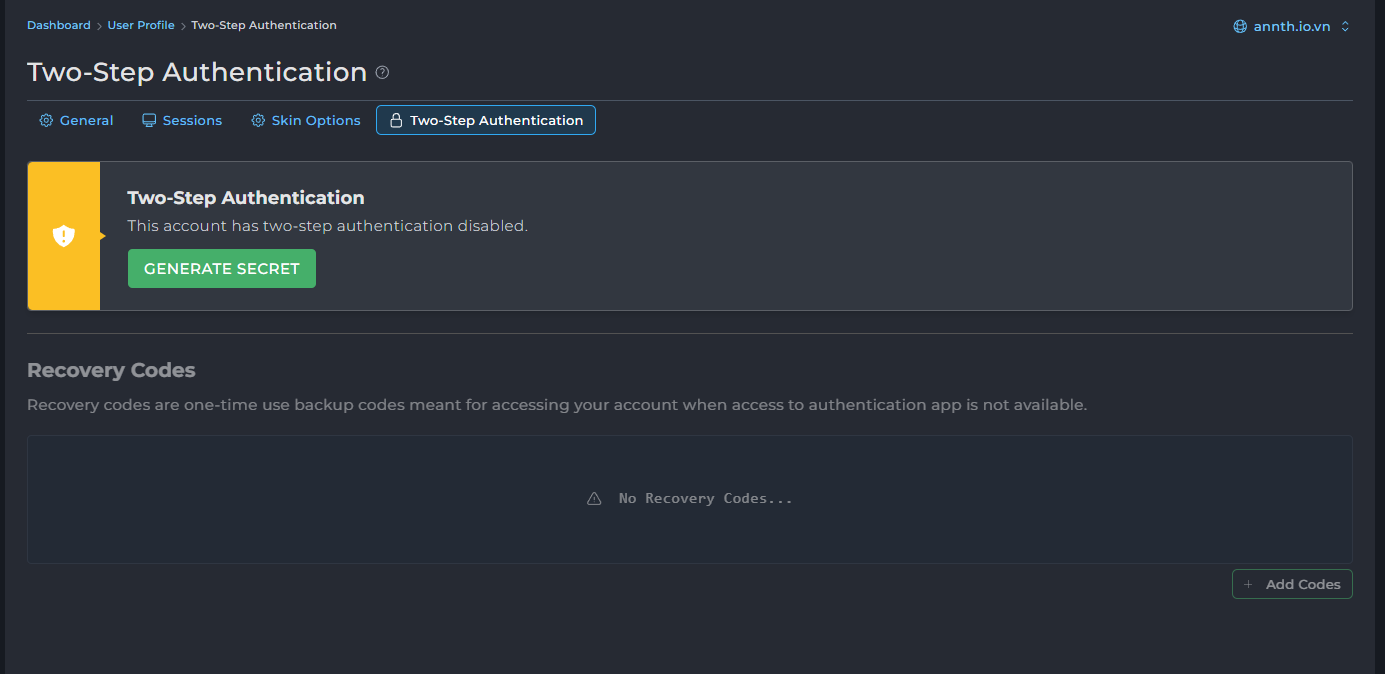 Dashboard > User Profile > Two-Step Authentication
annth.io.vn
Two-Step Authentication
General
Sessions
Skin Options
Two-Step Authentication
Two-Step Authentication
This account has two-step authentication disabled.
GENERATE SECRET
Recovery Codes
Recovery codes are one-time use backup codes meant for accessing your account when access to authentication app is not available.
No Recovery Codes...
+ Add Codes